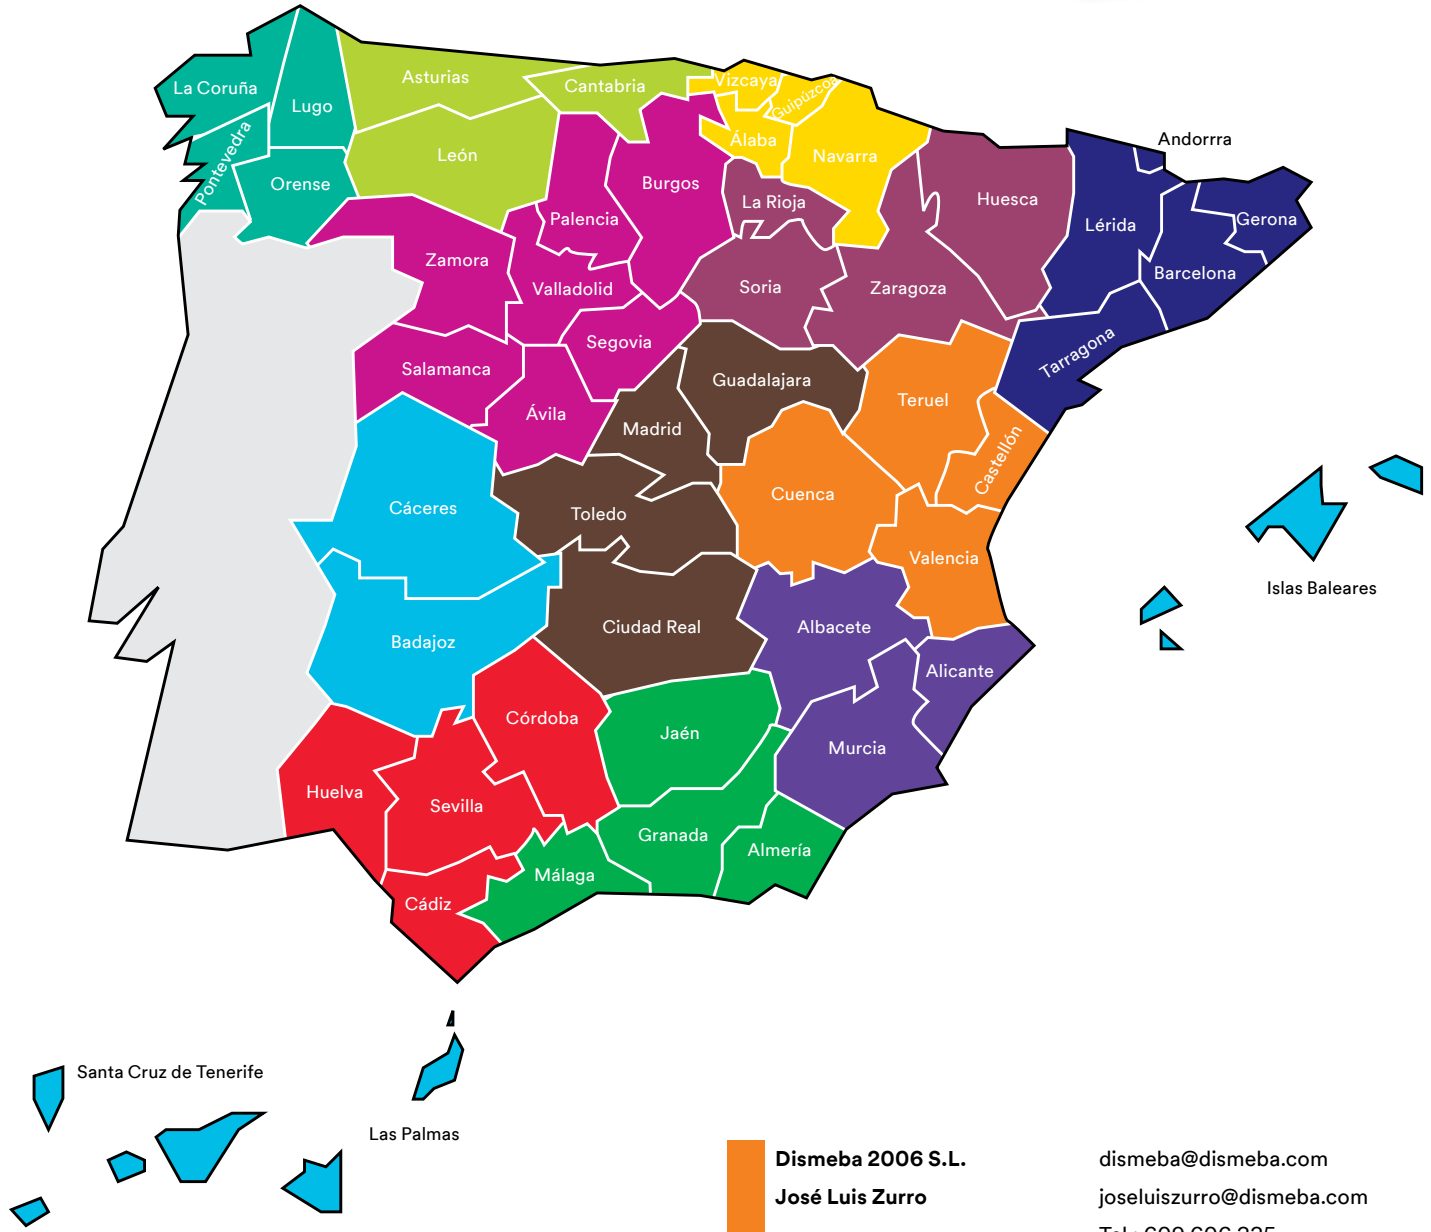 La Coruña
Lugo
Asturias
Cantabria
Vizcaya
Guipúzcoa
Pontevedra
Orense
León
Palencia
Burgos
Álaba
Navarra
La Rioja
Huesca
Andorrra
Lérida
Gerona
Barcelona
Zamora
Valladolid
Soria
Zaragoza
Segovia
Tarragona
Salamanca
Ávila
Guadalajara
Teruel
Madrid
Castellón
Cáceres
Toledo
Cuenca
Valencia
Islas Baleares
Badajoz
Ciudad Real
Albacete
Alicante
Córdoba
Jaén
Murcia
Huelva
Sevilla
Granada
Almería
Málaga
Cádiz
Santa Cruz de Tenerife
Las Palmas
Dismeba 2006 S.L.
dismeba@dismeba.com
José Luis Zurro
joseluiszurro@dismeba.com